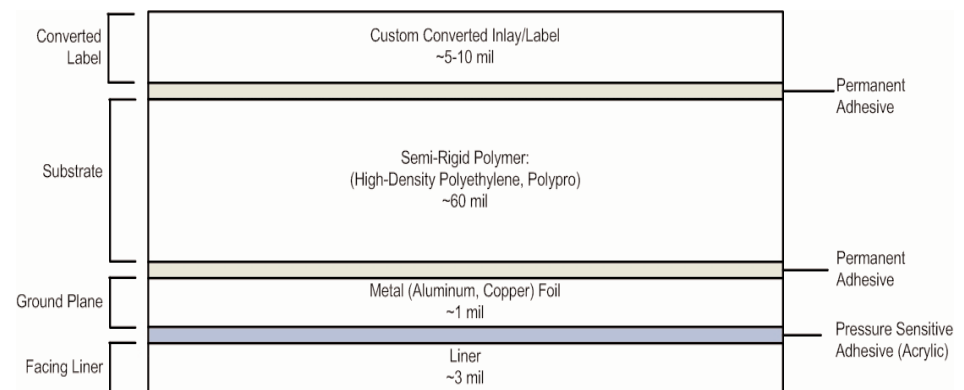 Converted
Label
Custom Converted Inlay/Label
~5-10 mil
Permanent
Adhesive
Substrate
Semi-Rigid Polymer:
(High-Density Polyethylene, Polypro)
~60 mil
Permanent
Adhesive
Ground Plane
Metal (Aluminum, Copper) Foil
~1 mil
Pressure Sensitive
Adhesive (Acrylic)
Facing Liner
Liner
~3 mil